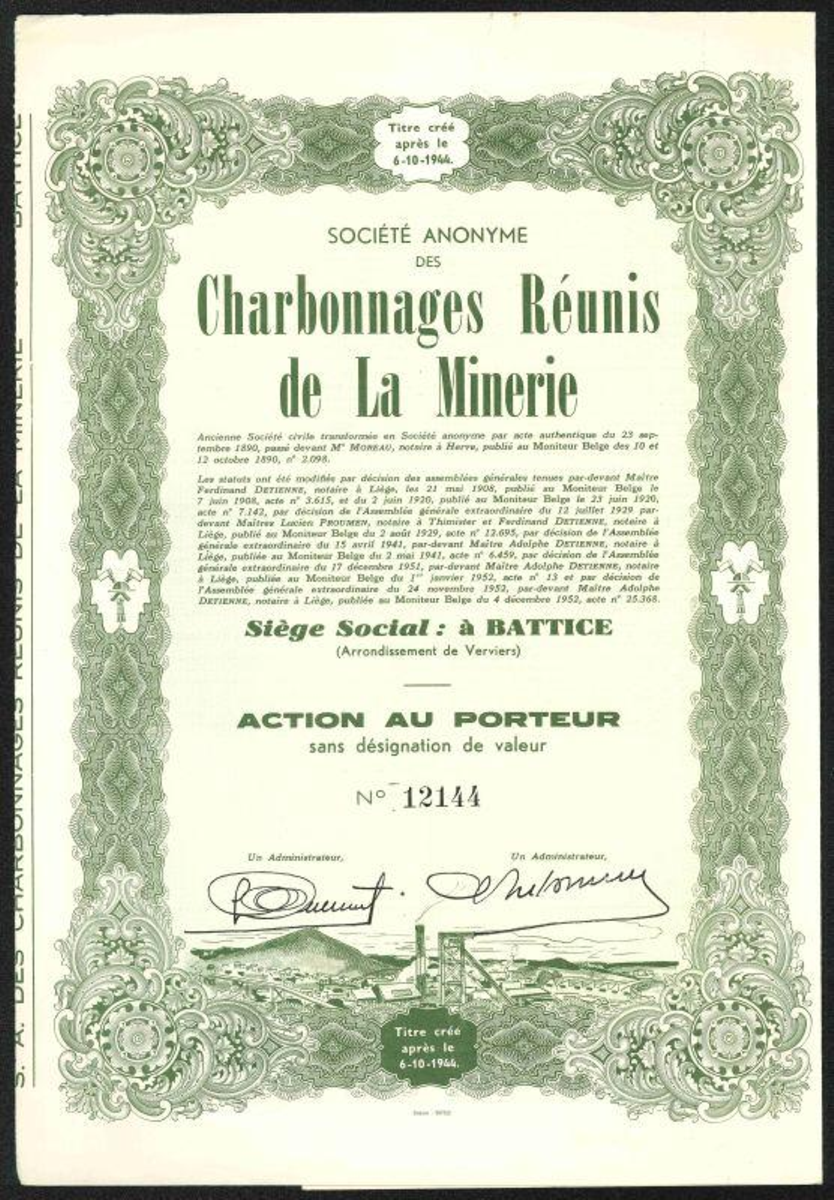 Titre créé
après le
6-10-1944.
SOCIÉTÉ ANONYME
DES
Charbonnages Réunis
de La Minerie
Ancienne Société civile transformée en Société anonyme par acte authentique du 23 sep-
tembre 1890, passé devant Mᵉ MOREAU, notaire à Herve, publié au Moniteur Belge des 10 et
12 octobre 1890, n° 2.098.
Les statuts ont été modifiés par décision des assemblées générales tenues par-devant Maître
Ferdinand DETIENNE, notaire à Liége, les 21 mai 1908, publié au Moniteur Belge le
7 juin 1908, acte n° 3.615, et du 2 juin 1920, publié au Moniteur Belge le 23 juin 1920,
acte n° 7.142, par décision de l'Assemblée générale extraordinaire du 12 juillet 1929 par-
devant Maîtres Lucien PROUMEN, notaire à Thimister et Ferdinand DETIENNE, notaire à
Liége, publié au Moniteur Belge du 2 août 1929, acte n° 12.695, par décision de l'Assemblée
générale extraordinaire du 15 avril 1941, par-devant Maître Adolphe DETIENNE, notaire à
Liége, publiée au Moniteur Belge du 2 mai 1941, acte n° 6.459, par décision de l'Assemblée
générale extraordinaire du 17 décembre 1951, par-devant Maître Adolphe DETIENNE, notaire
à Liége, publiée au Moniteur Belge du 1ᵉʳ janvier 1952, acte n° 13 et par décision de
l'Assemblée générale extraordinaire du 24 novembre 1952, par-devant Maître Adolphe
DETIENNE, notaire à Liége, publiée au Moniteur Belge du 4 décembre 1952, acte n° 25.368.
Siège Social : à BATTICE
(Arrondissement de Verviers)
ACTION AU PORTEUR
sans désignation de valeur
N° 12144
Un Administrateur, Un Administrateur,
Titre créé
après le
6-10-1944.
S. A. DES CHARBONNAGES RÉUNIS DE LA MINERIE BATTICE